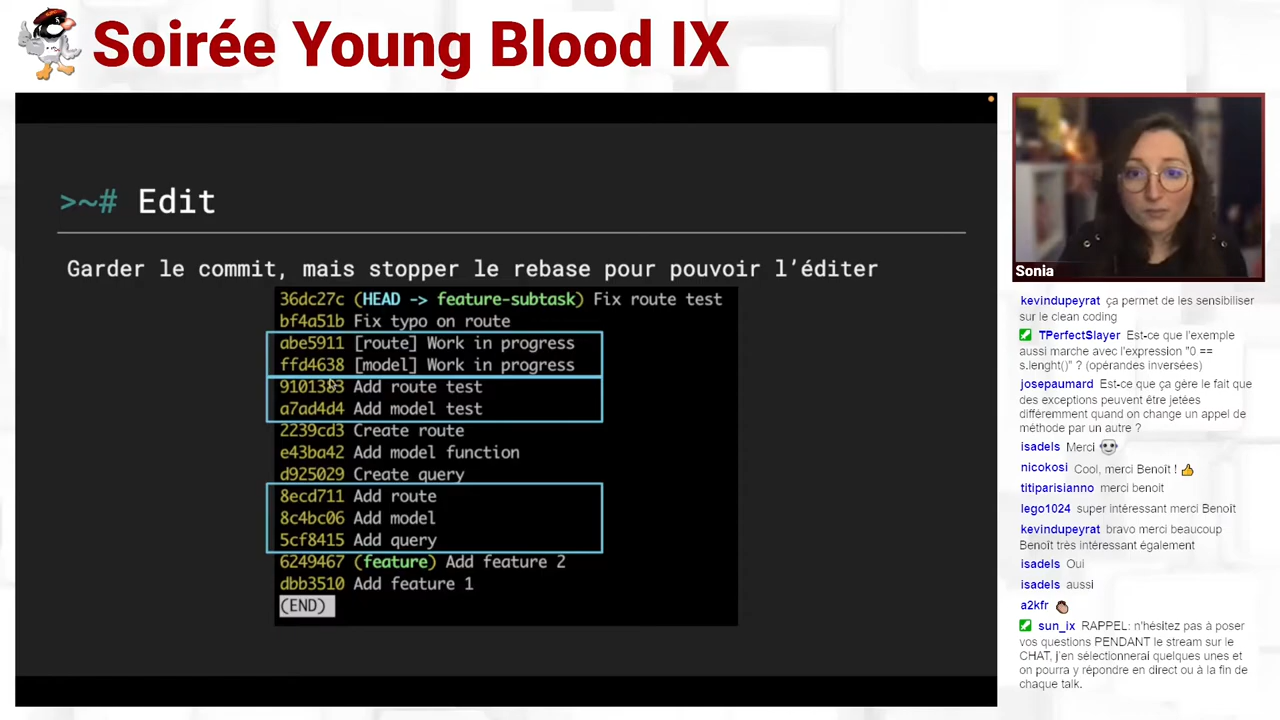 Soirée Young Blood IX
>~# Edit
Garder le commit, mais stopper le rebase pour pouvoir l’éditer
36dc27c (HEAD -> feature-subtask) Fix route test
bf4a51b Fix typo on route
abe5911 [route] Work in progress
ffd4638 [model] Work in progress
Add route test
a7ad4d4 Add model test
2239cd3 Create route
e43ba42 Add model function
d925029 Create query
8ecd711 Add route
8c4bc06 Add model
5cf8415 Add query
6249467 (feature) Add feature 2
dbb3510 Add feature 1
(END)
Sonia
kevindupeyrat ça permet de les sensibiliser
sur le clean coding
TPerfectSlayer Est-ce que l'exemple
aussi marche avec l'expression "0 ==
s.lenght()" ? (opérandes inversées)
josepaumard Est-ce que ça gére le fait que
des exceptions peuvent être jetées
différemment quand on change un appel de
méthode par un autre ?
isadels Merci
nicokosi Cool, merci Benoît !
titiparisianno merci benoit
lego1024 super intéressant merci Benoît
kevindupeyrat bravo merci beaucoup
Benoît très intéressant également
isadels Oui
isadels aussi
a2kfr
sun_ix RAPPEL: n'hésitez pas à poser
vos questions PENDANT le stream sur le
CHAT, j'en sélectionnerai quelques unes et
on pourra y répondre en direct ou à la fin de
chaque talk.